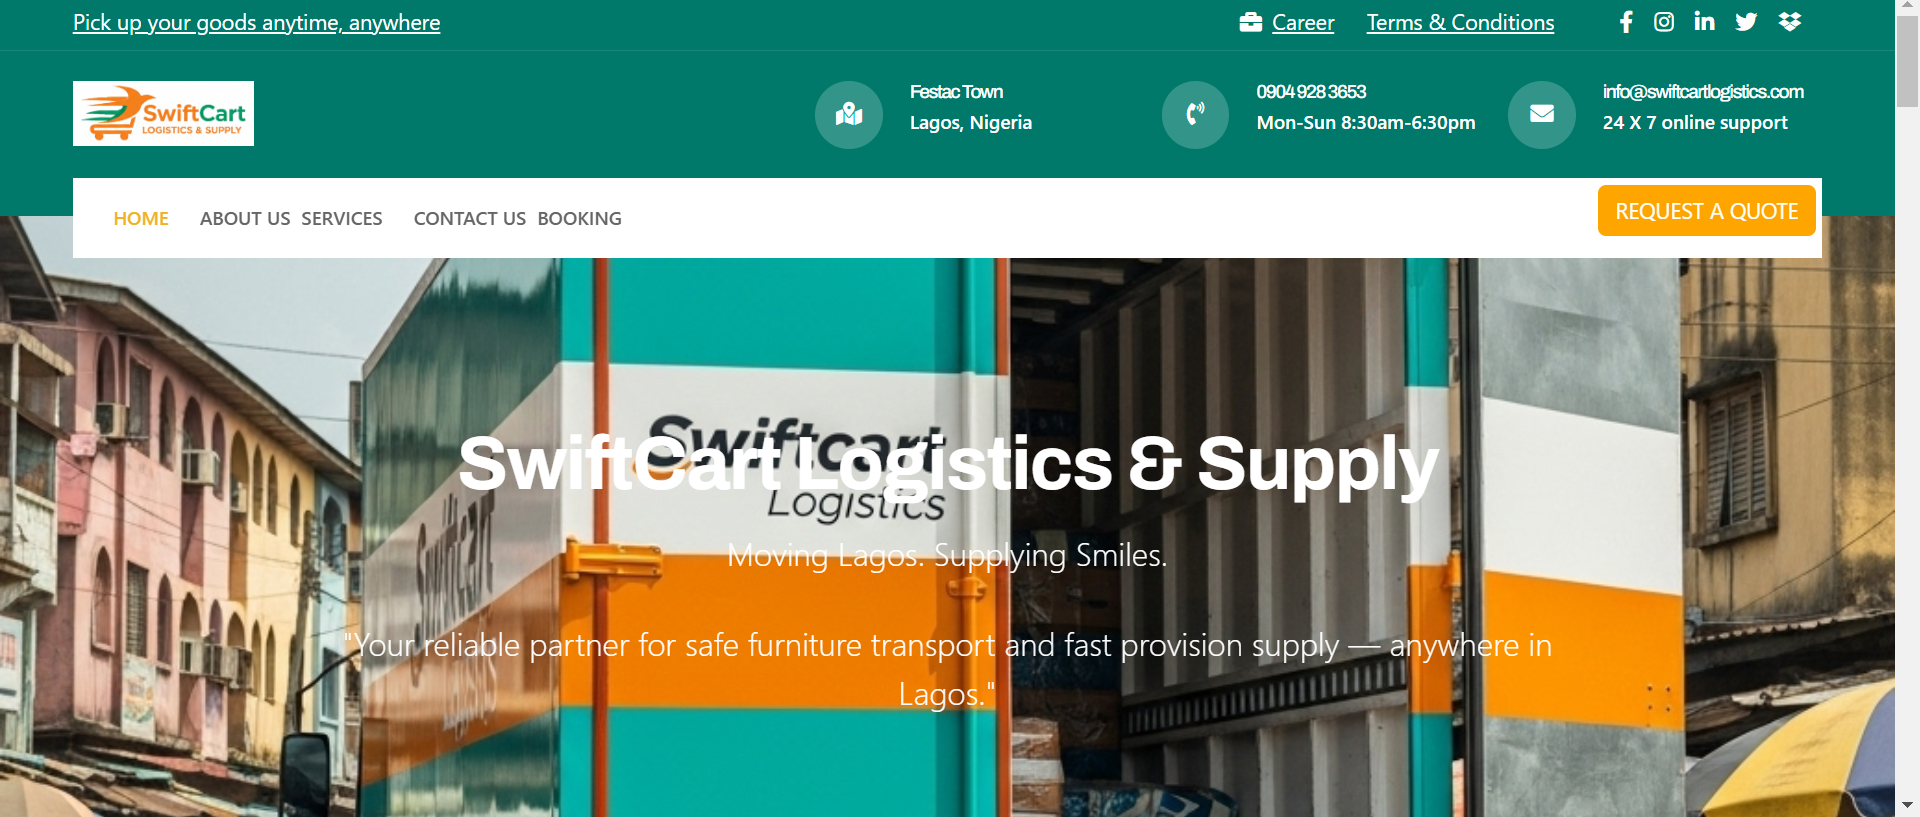 Pick up your goods anytime, anywhere
Career
Terms & Conditions
SwiftCart
LOGISTICS & SUPPLY
Festac Town
Lagos, Nigeria
0904 928 3653
Mon-Sun 8:30am-6:30pm
info@swiftcartlogistics.com
24 X 7 online support
HOME
ABOUT US
SERVICES
CONTACT US
BOOKING
REQUEST A QUOTE
Swiftcart
Logistics
Swiftcart
SwiftCart Logistics & Supply
Moving Lagos. Supplying Smiles.
"Your reliable partner for safe furniture transport and fast provision supply — anywhere in
Lagos."